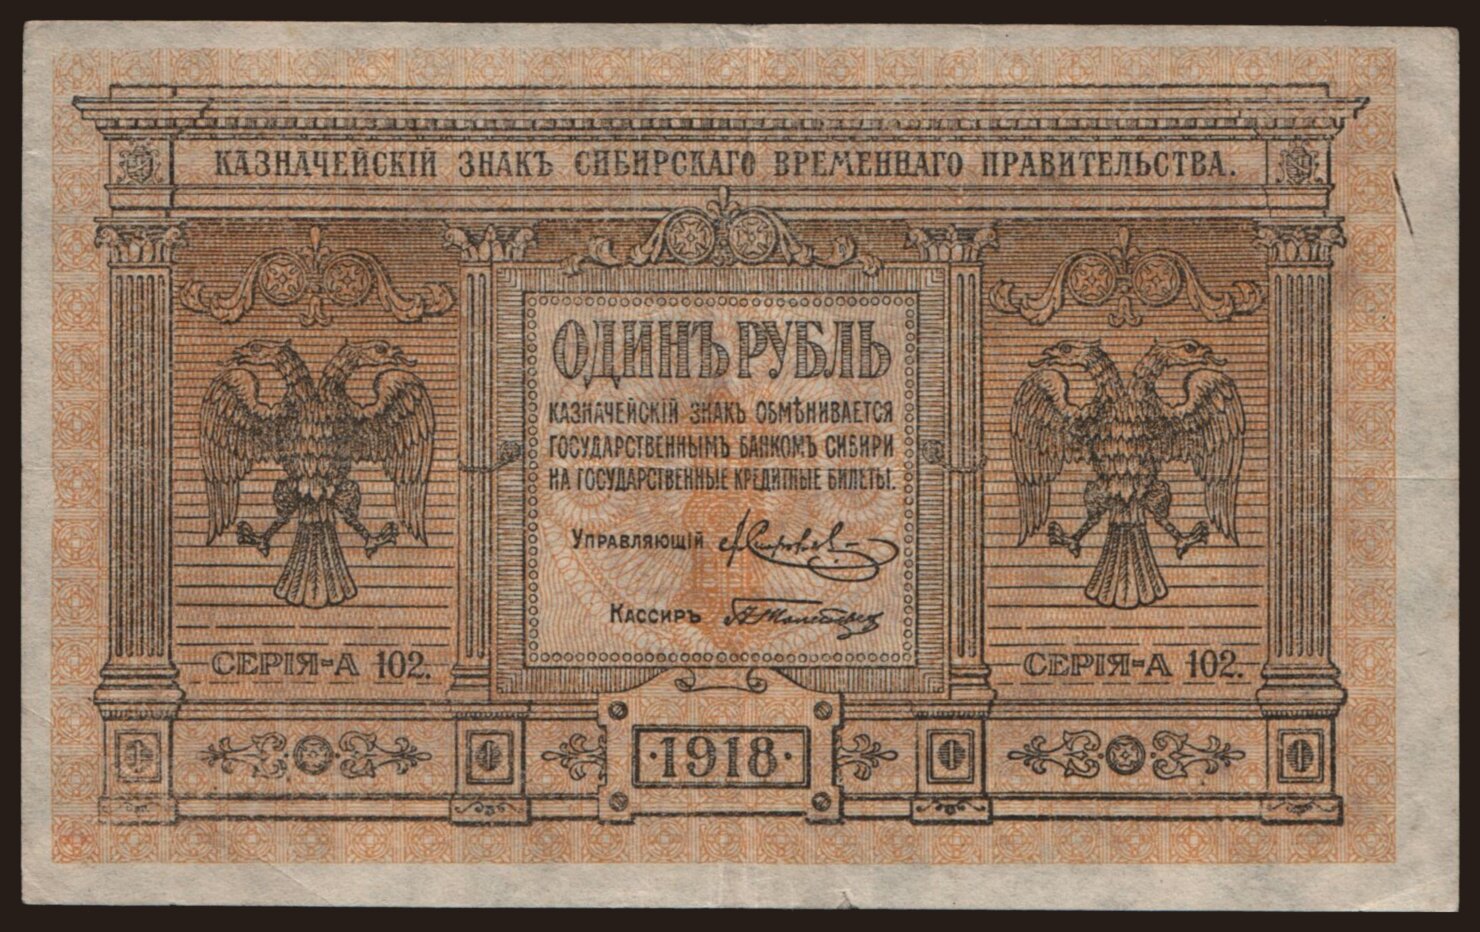 КАЗНАЧЕЙСКІЙ ЗНАКЪ СИБИРСКАГО ВРЕМЕННАГО ПРАВИТЕЛЬСТВА.
ОДИНЪ РУБЛЬ
КАЗНАЧЕЙСКІЙ ЗНАКЪ ОБМѢНИВАЕТСЯ
ГОСУДАРСТВЕННЫМЪ БАНКОМЪ СИБИРИ
НА ГОСУДАРСТВЕННЫЕ КРЕДИТНЫЕ БИЛЕТЫ.
УПРАВЛЯЮЩІЙ
КАССИРЪ
СЕРІЯ-А 102.
СЕРІЯ-А 102.
·1918·